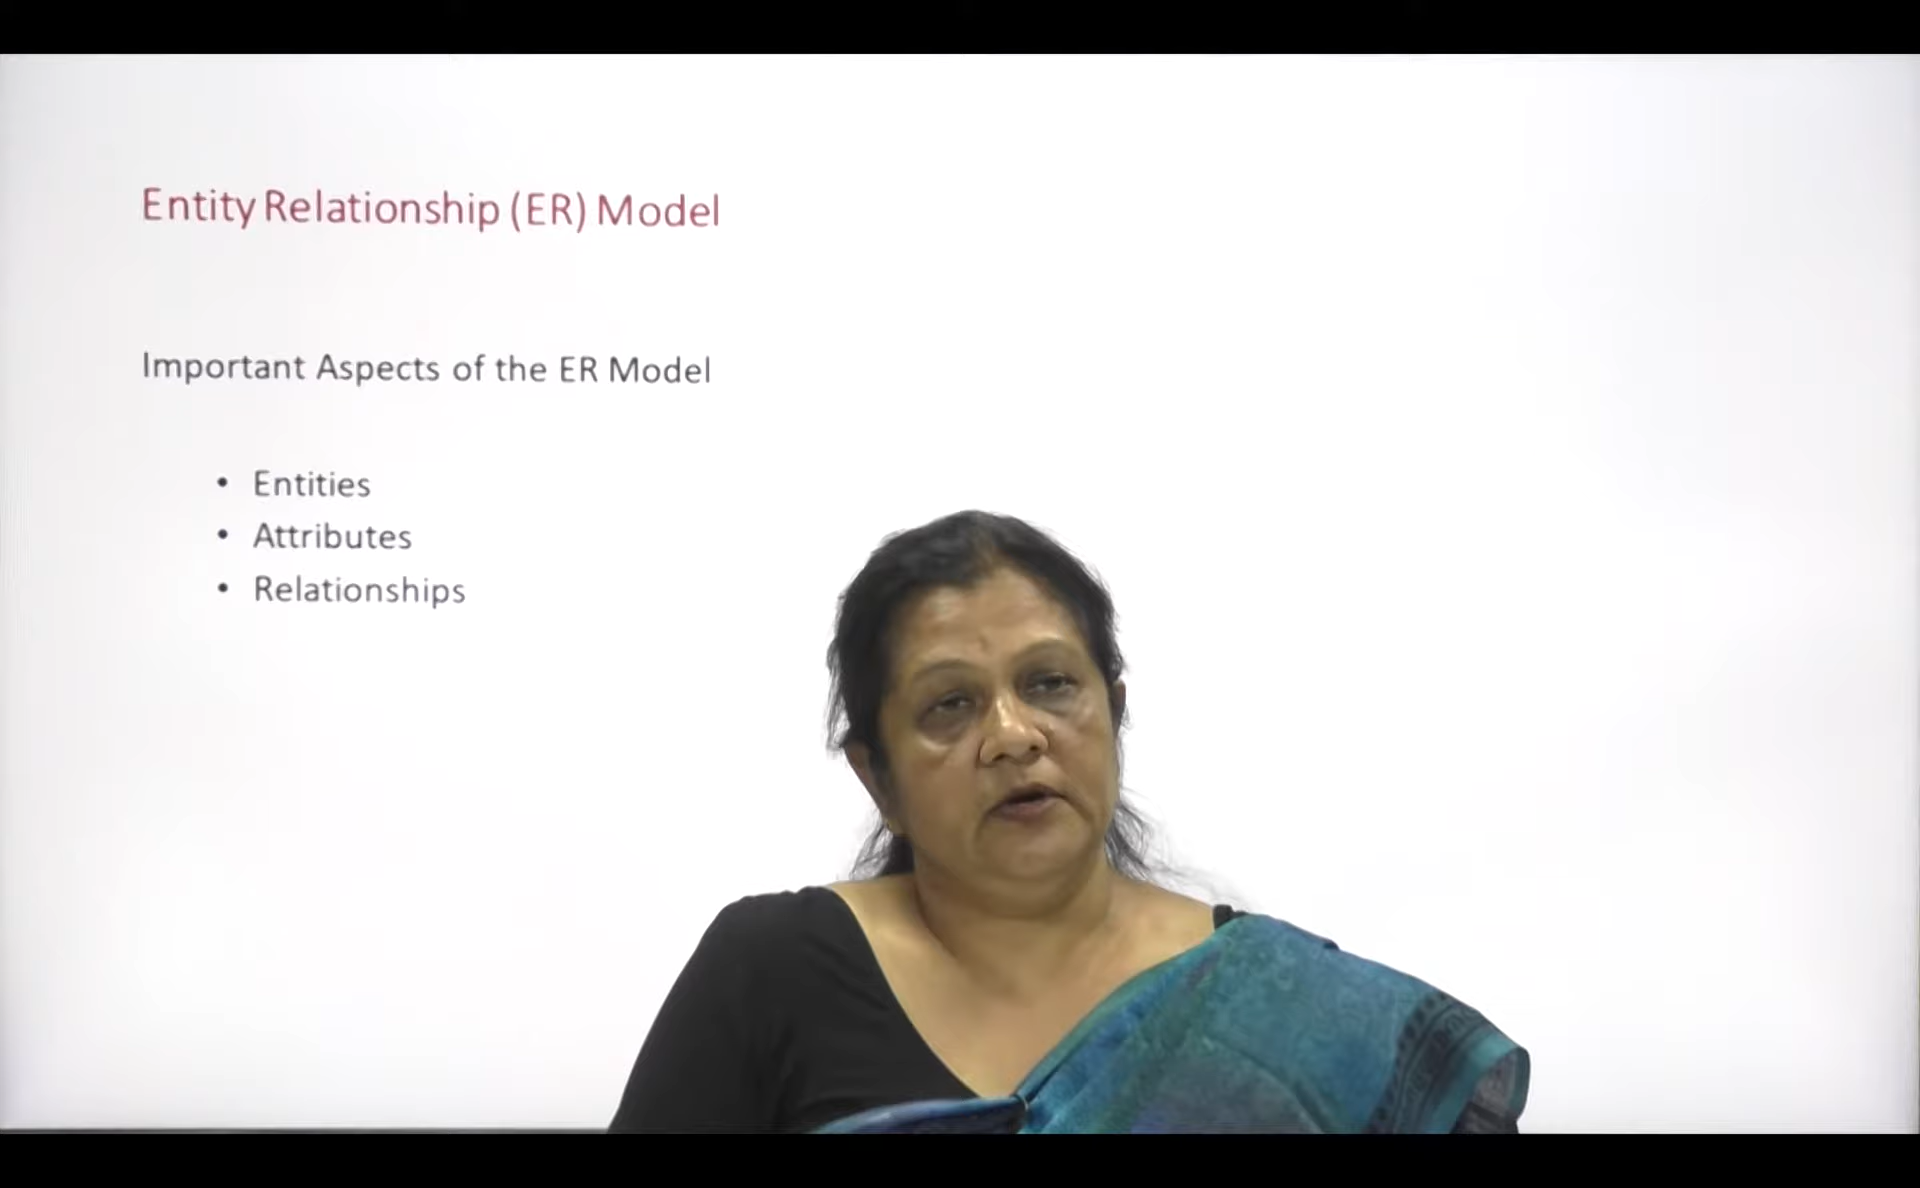 Entity Relationship (ER) Model
Important Aspects of the ER Model
• Entities
• Attributes
• Relationships